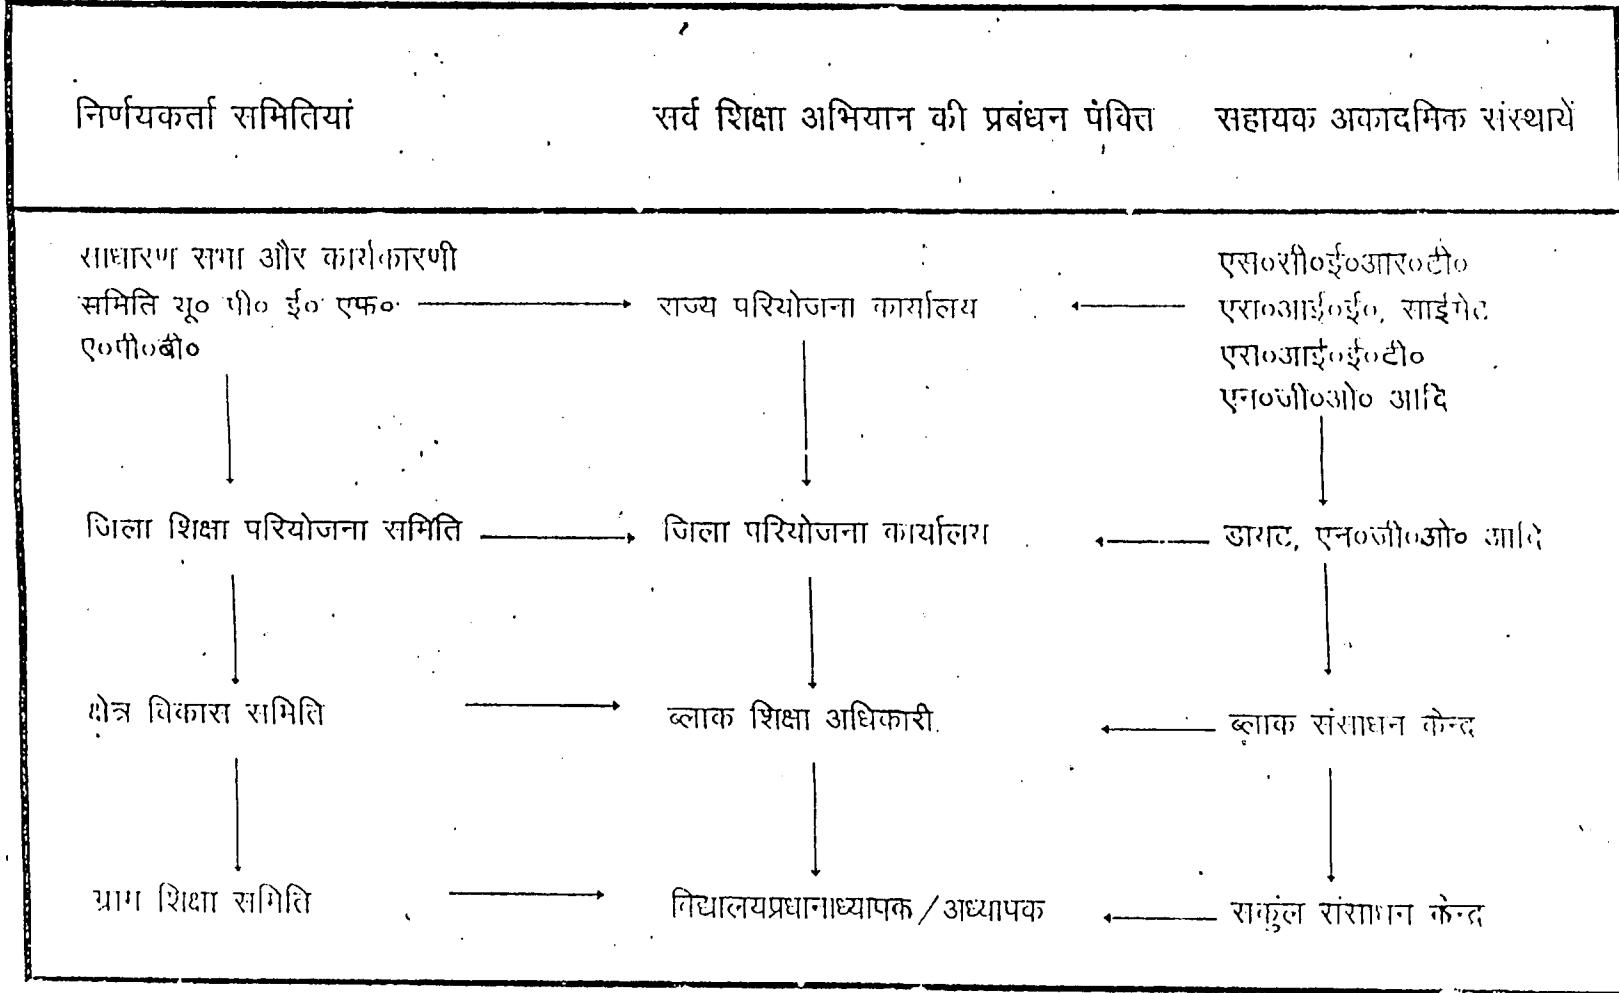 निर्णयकर्ता समितियां सर्व शिक्षा अभियान की प्रबंधन पंक्ति सहायक अकादमिक संस्थायें
साधारण सभा और कार्यकारणी
समिति यू० पी० ई० एफ०
ए०पी०बी०
राज्य परियोजना कार्यालय
एस०सी०ई०आर०टी०
एस०आई०ई०, साईमेट
एस०आई०ई०टी०
एन०जी०ओ० आदि
जिला शिक्षा परियोजना समिति जिला परियोजना कार्यालय डायट, एन०जी०ओ० आदि
क्षेत्र विकास समिति ब्लाक शिक्षा अधिकारी ब्लाक संसाधन केन्द्र
ग्राम शिक्षा समिति विद्यालयप्रधानाध्यापक/अध्यापक सकुंल संसाधन केन्द्र